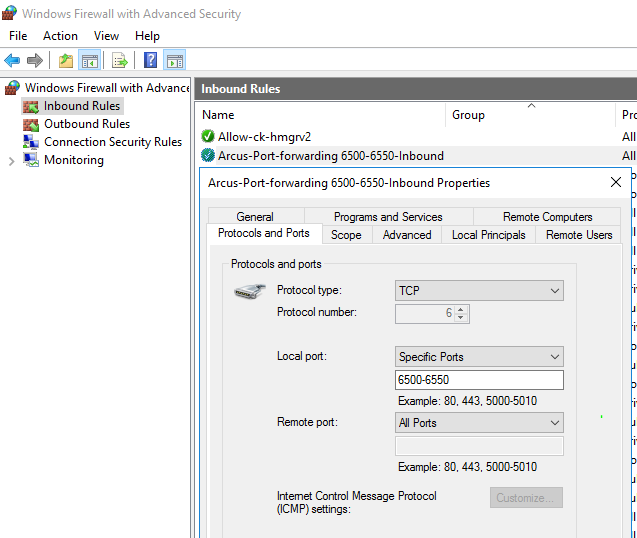 Windows Firewall with Advanced Security
File Action View Help
Windows Firewall with Advance
Inbound Rules
Outbound Rules
Connection Security Rules
Monitoring
Inbound Rules
Name Group Pro
Allow-ck-hmgrv2 All
Arcus-Port-forwarding 6500-6550-Inbound All
Arcus-Port-forwarding 6500-6550-Inbound Properties
General Programs and Services Remote Computers
Protocols and Ports Scope Advanced Local Principals Remote Users
Protocols and ports
Protocol type: TCP
Protocol number: 6
Local port: Specific Ports
6500-6550
Example: 80, 443, 5000-5010
Remote port: All Ports
Example: 80, 443, 5000-5010
Internet Control Message Protocol
(ICMP) settings: Customize...